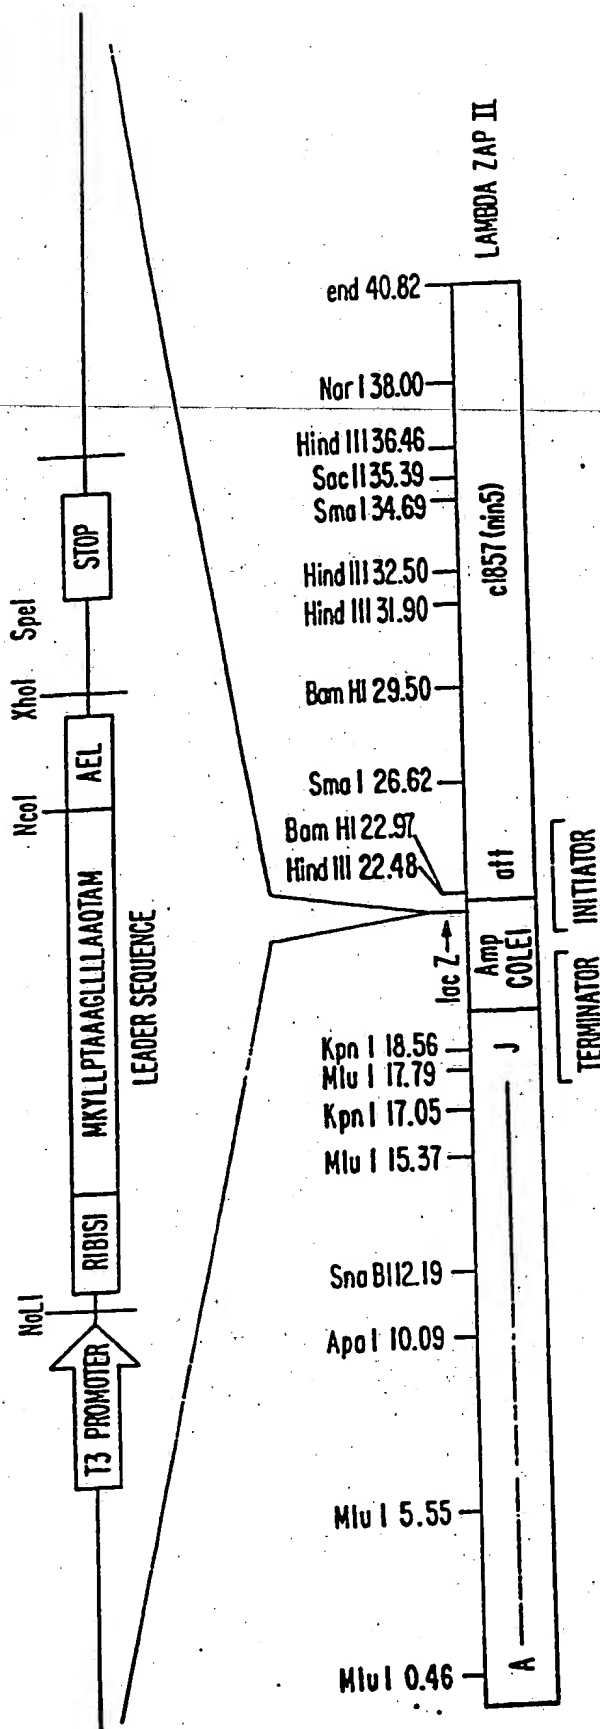 T3 PROMOTER
NoL1
RIBISI
MKYLLPTAAAGLLLLAAQTAM
LEADER SEQUENCE
NcoI
AEL
XhoI
SpeI
STOP
LAMBDA ZAP II
end 40.82
Nar I 38.00
Hind III 36.46
Sac II 35.39
Sma I 34.69
Hind III 32.50
Hind III 31.90
Bam HI 29.50
Sma I 26.62
Bam HI 22.97
Hind III 22.48
lac Z→
Kpn I 18.56
Mlu I 17.79
Kpn I 17.05
Mlu I 15.37
Sna BI 12.19
Apa I 10.09
Mlu I 5.55
Mlu I 0.46
cI857 (nin5)
att
Amp
COLEI
J
A
INITIATOR
TERMINATOR